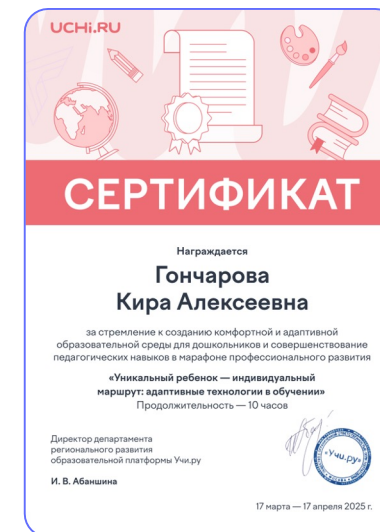 UCHi.RU
СЕРТИФИКАТ
Награждается
Гончарова
Кира Алексеевна
за стремление к созданию комфортной и адаптивной
образовательной среды для дошкольников и совершенствование
педагогических навыков в марафоне профессионального развития
«Уникальный ребенок — индивидуальный
маршрут: адаптивные технологии в обучении»
Продолжительность — 10 часов
Директор департамента
регионального развития
образовательной платформы Учи.ру
И. В. Абаншина
«Учи.ру»
17 марта — 17 апреля 2025 г.